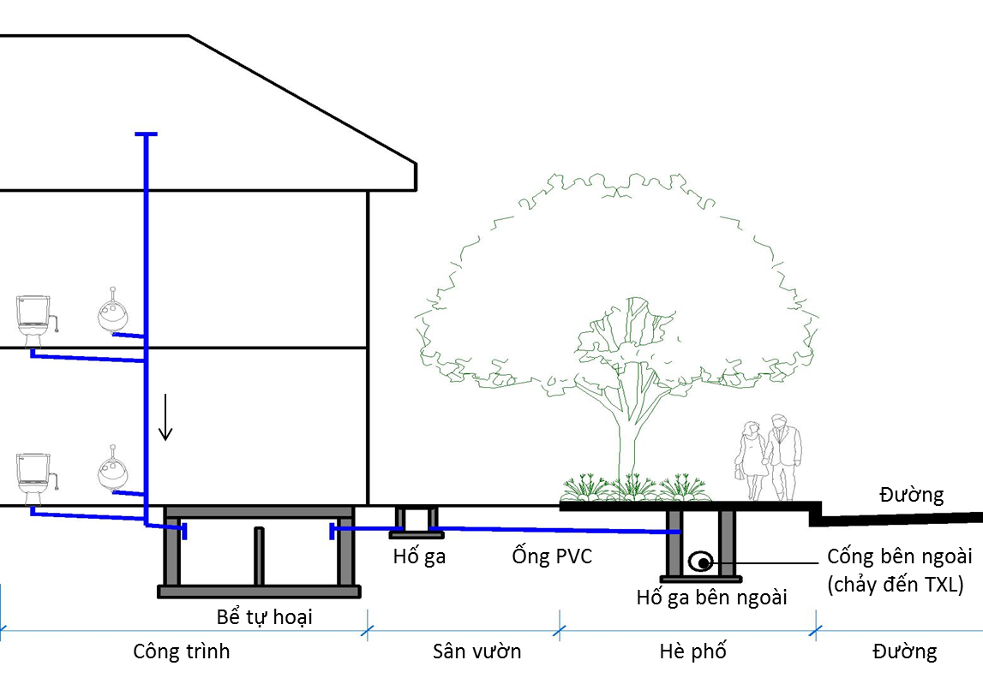 Đường
Hố ga
Ống PVC
Cống bên ngoài
(chảy đến TXL)
Hố ga bên ngoài
Bể tự hoại
Công trình
Sân vườn
Hè phố
Đường